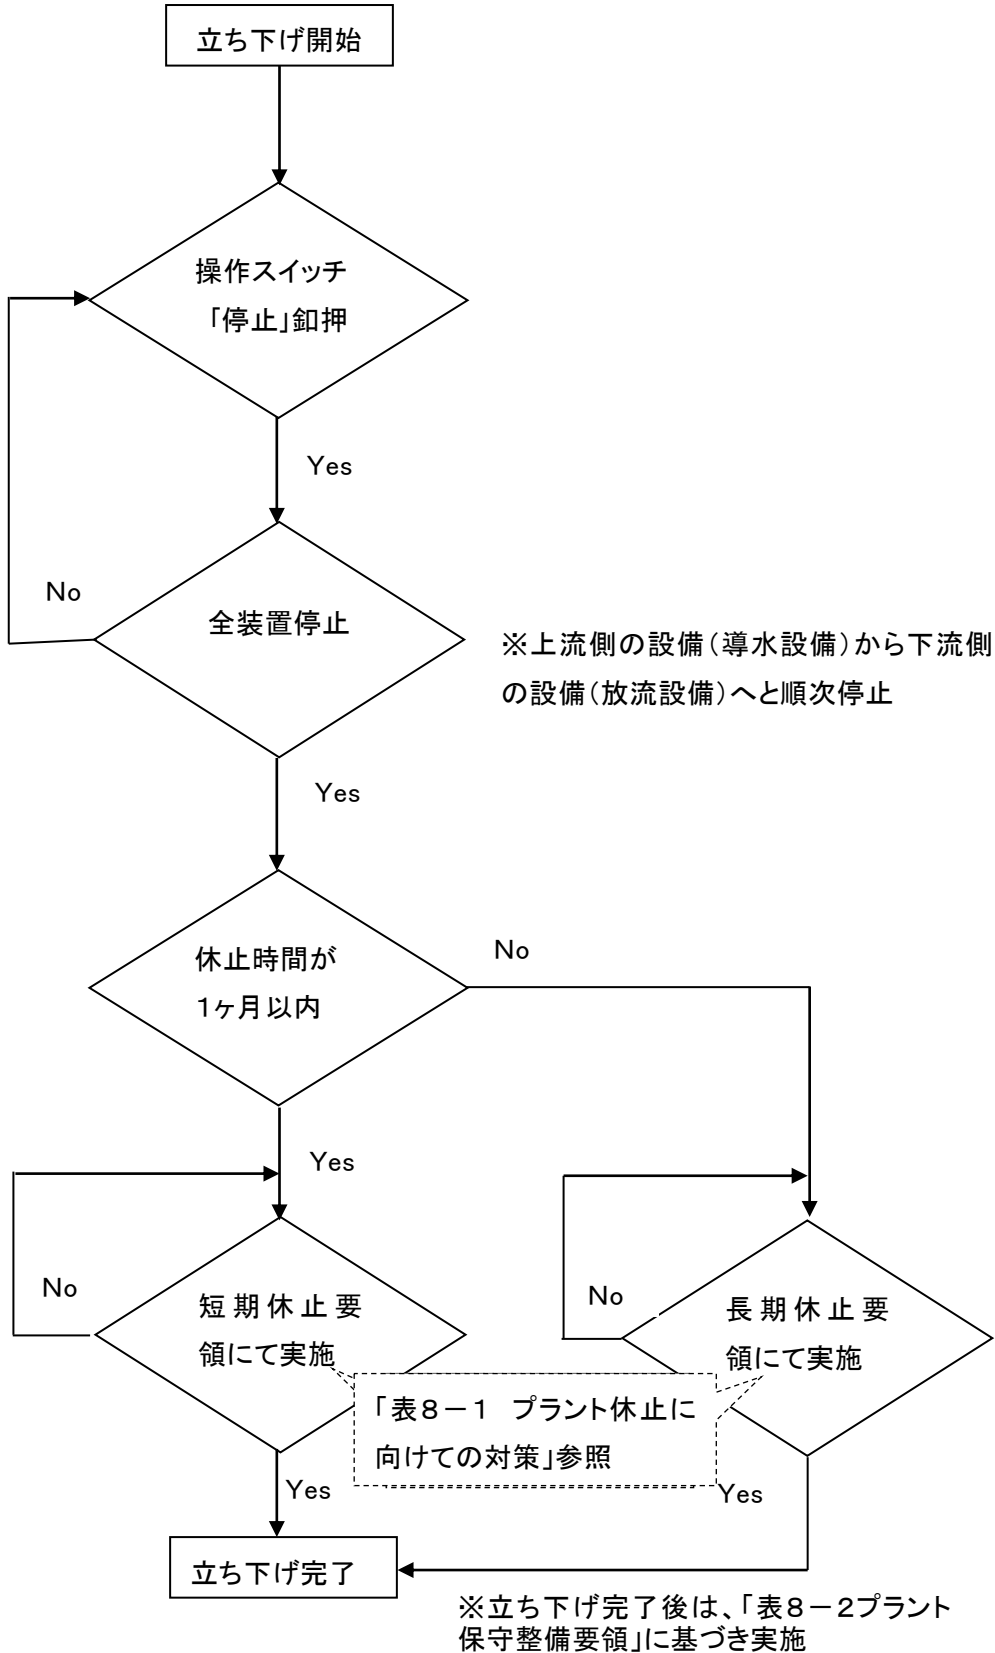 立ち下げ開始
操作スイッチ
「停止」釦押
Yes
No
全装置停止
※上流側の設備(導水設備)から下流側
の設備(放流設備)へと順次停止
Yes
休止時間が
1ヶ月以内
No
Yes
No
短期休止要
領にて実施
No
長期休止要
領にて実施
「表8-1 プラント休止に
向けての対策」参照
Yes
Yes
立ち下げ完了
※立ち下げ完了後は、「表8-2プラント
保守整備要領」に基づき実施